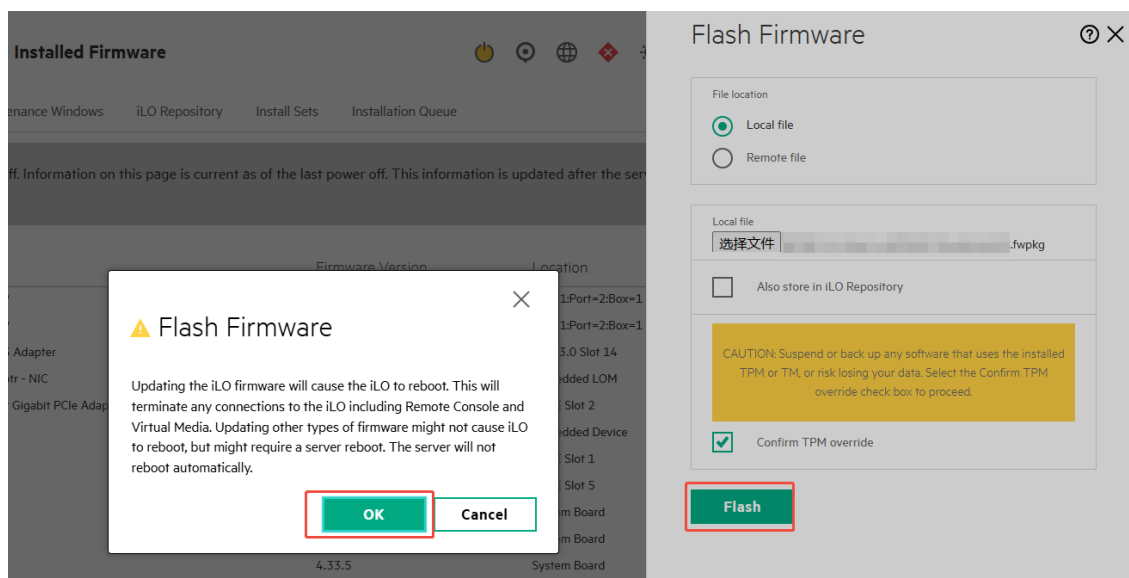 Installed Firmware
enance Windows iLO Repository Install Sets Installation Queue
ff. Information on this page is current as of the last power off. This information is updated after the ser
Firmware Version Location
1:Port=2:Box=1
1:Port=2:Box=1
Adapter 3.0 Slot 14
tr - NIC edded LOM
Gigabit PCIe Adap Slot 2
edded Device
Slot 1
Slot 5
m Board
m Board
4.33.5 System Board
Flash Firmware
Updating the iLO firmware will cause the iLO to reboot. This will
terminate any connections to the iLO including Remote Console and
Virtual Media. Updating other types of firmware might not cause iLO
to reboot, but might require a server reboot. The server will not
reboot automatically.
OK Cancel
Flash Firmware
File location
Local file
Remote file
Local file
选择文件 .fwpkg
Also store in iLO Repository
CAUTION: Suspend or back up any software that uses the installed
TPM or TM, or risk losing your data. Select the Confirm TPM
override check box to proceed.
Confirm TPM override
Flash